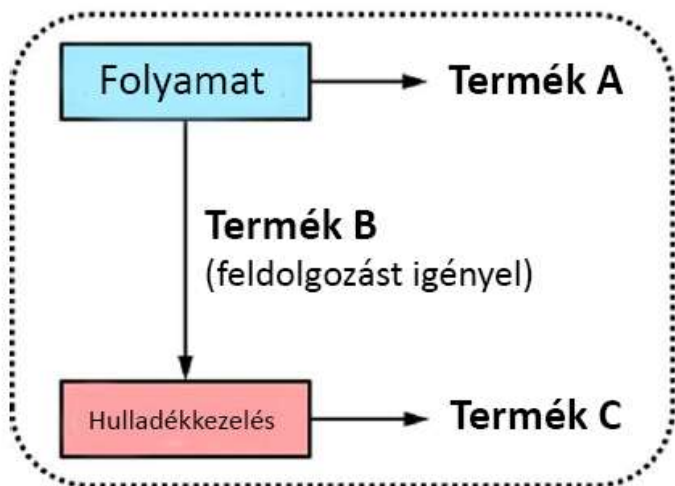 Folyamat
Termék A
Termék B
(feldolgozást igényel)
Hulladékkezelés
Termék C